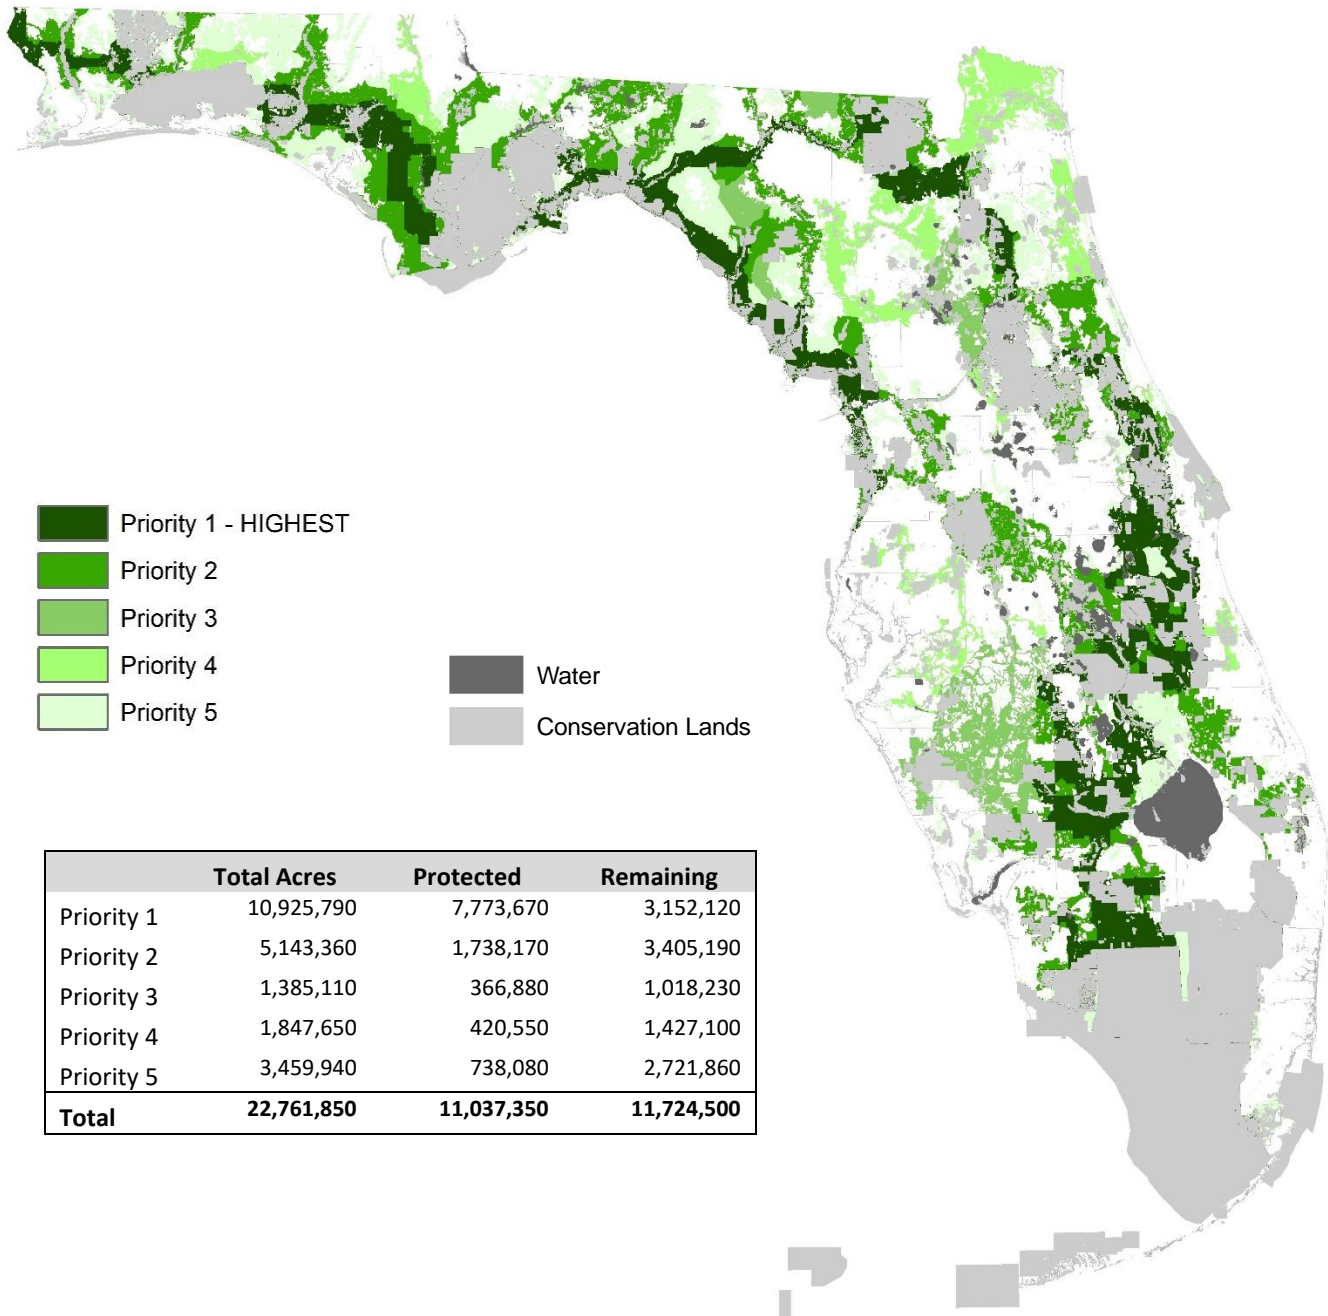 Priority 1 - HIGHEST
Priority 2
Priority 3
Priority 4
Priority 5
Water
Conservation Lands
Total Acres Protected Remaining
Priority 1 10,925,790 7,773,670 3,152,120
Priority 2 5,143,360 1,738,170 3,405,190
Priority 3 1,385,110 366,880 1,018,230
Priority 4 1,847,650 420,550 1,427,100
Priority 5 3,459,940 738,080 2,721,860
Total 22,761,850 11,037,350 11,724,500